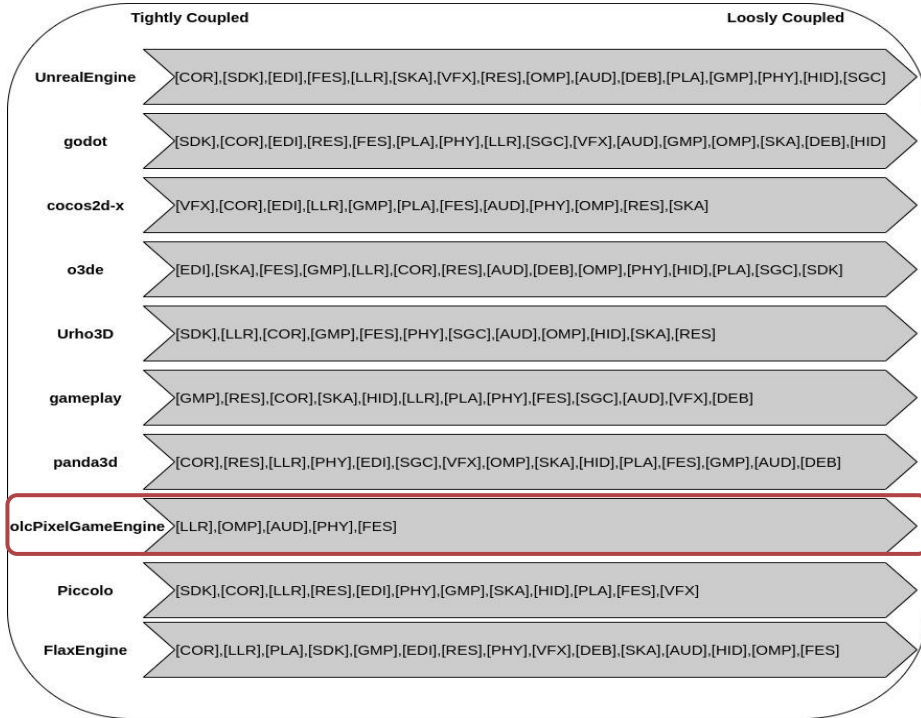 Tightly Coupled Loosly Coupled
UnrealEngine [COR],[SDK],[EDI],[FES],[LLR],[SKA],[VFX],[RES],[OMP],[AUD],[DEB],[PLA],[GMP],[PHY],[HID],[SGC]
godot [SDK],[COR],[EDI],[RES],[FES],[PLA],[PHY],[LLR],[SGC],[VFX],[AUD],[GMP],[OMP],[SKA],[DEB],[HID]
cocos2d-x [VFX],[COR],[EDI],[LLR],[GMP],[PLA],[FES],[AUD],[PHY],[OMP],[RES],[SKA]
o3de [EDI],[SKA],[FES],[GMP],[LLR],[COR],[RES],[AUD],[DEB],[OMP],[PHY],[HID],[PLA],[SGC],[SDK]
Urho3D [SDK],[LLR],[COR],[GMP],[FES],[PHY],[SGC],[AUD],[OMP],[HID],[SKA],[RES]
gameplay [GMP],[RES],[COR],[SKA],[HID],[LLR],[PLA],[PHY],[FES],[SGC],[AUD],[VFX],[DEB]
panda3d [COR],[RES],[LLR],[PHY],[EDI],[SGC],[VFX],[OMP],[SKA],[HID],[PLA],[FES],[GMP],[AUD],[DEB]
olcPixelGameEngine [LLR],[OMP],[AUD],[PHY],[FES]
Piccolo [SDK],[COR],[LLR],[RES],[EDI],[PHY],[GMP],[SKA],[HID],[PLA],[FES],[VFX]
FlaxEngine [COR],[LLR],[PLA],[SDK],[GMP],[EDI],[RES],[PHY],[VFX],[DEB],[SKA],[AUD],[HID],[OMP],[FES]